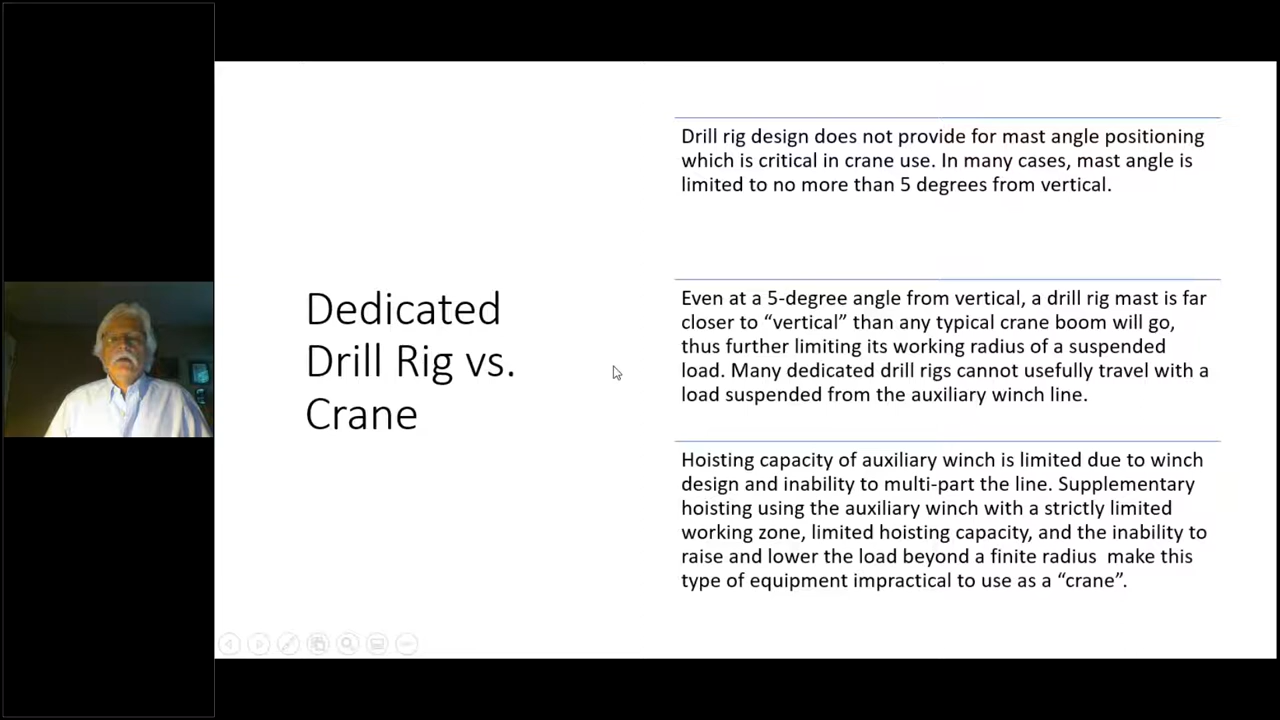 Dedicated
Drill Rig vs.
Crane
Drill rig design does not provide for mast angle positioning
which is critical in crane use. In many cases, mast angle is
limited to no more than 5 degrees from vertical.
Even at a 5-degree angle from vertical, a drill rig mast is far
closer to “vertical” than any typical crane boom will go,
thus further limiting its working radius of a suspended
load. Many dedicated drill rigs cannot usefully travel with a
load suspended from the auxiliary winch line.
Hoisting capacity of auxiliary winch is limited due to winch
design and inability to multi-part the line. Supplementary
hoisting using the auxiliary winch with a strictly limited
working zone, limited hoisting capacity, and the inability to
raise and lower the load beyond a finite radius  make this
type of equipment impractical to use as a “crane”.